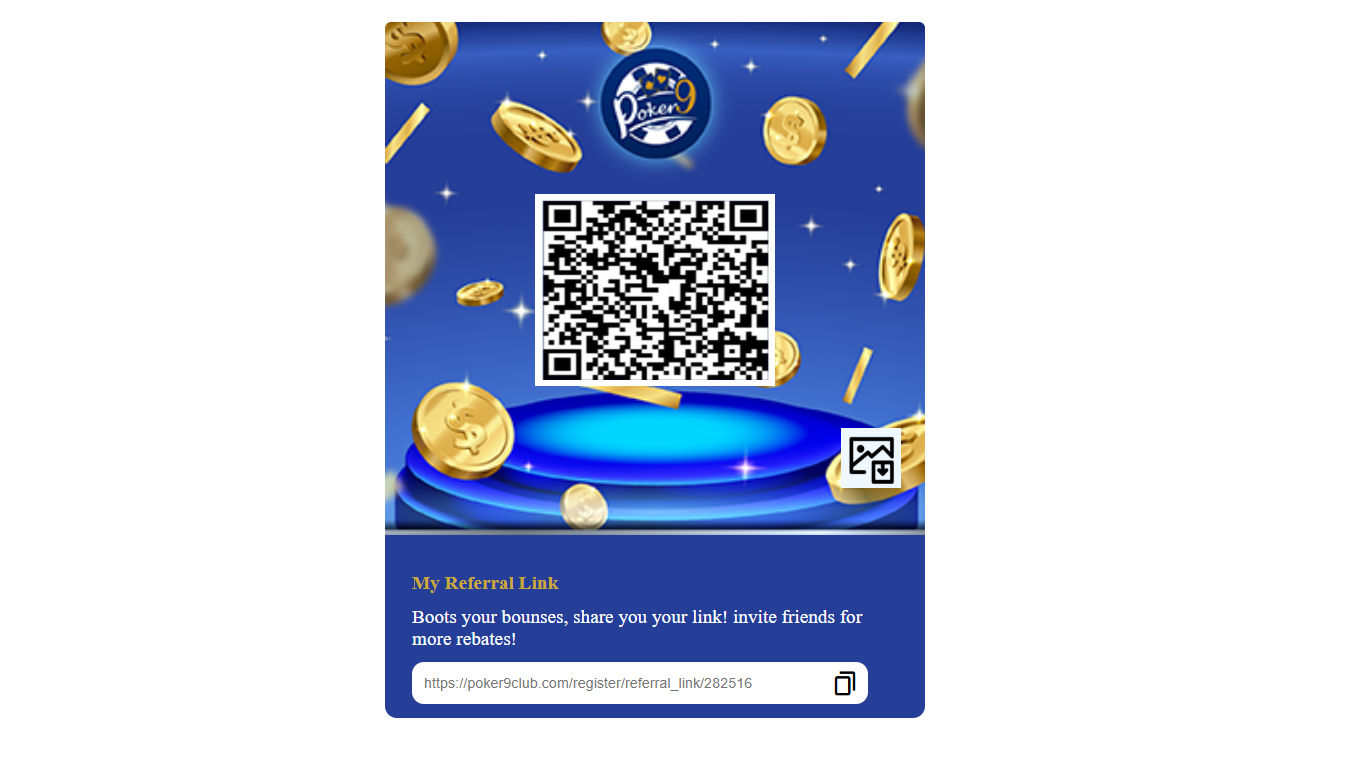 Poker9
My Referral Link
Boots your bounses, share you your link! invite friends for
more rebates!
https://poker9club.com/register/referral_link/282516